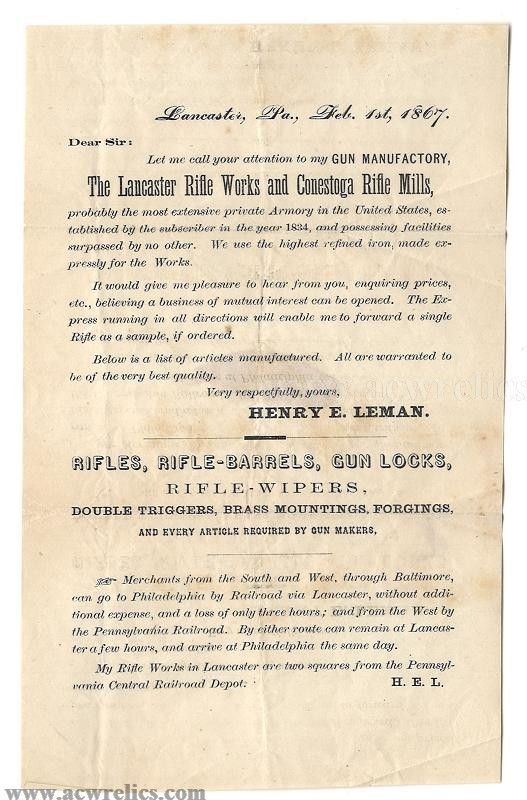 Lancaster, Pa., Feb. 1st, 1867.
Dear Sir:
Let me call your attention to my GUN MANUFACTORY,
The Lancaster Rifle Works and Conestoga Rifle Mills,
probably the most extensive private Armory in the United States, es-
tablished by the subscriber in the year 1834, and possessing facilities
surpassed by no other. We use the highest refined iron, made ex-
pressly for the Works.
It would give me pleasure to hear from you, enquiring prices,
etc., believing a business of mutual interest can be opened. The Ex-
press running in all directions will enable me to forward a single
Rifle as a sample, if ordered.
Below is a list of articles manufactured. All are warranted to
be of the very best quality.
Very respectfully, yours,
HENRY E. LEMAN.
RIFLES, RIFLE-BARRELS, GUN LOCKS,
RIFLE-WIPERS,
DOUBLE TRIGGERS, BRASS MOUNTINGS, FORGINGS,
AND EVERY ARTICLE REQUIRED BY GUN MAKERS,
☞ Merchants from the South and West, through Baltimore,
can go to Philadelphia by Railroad via Lancaster, without addi-
tional expense, and a loss of only three hours; and from the West by
the Pennsylvania Railroad. By either route can remain at Lancas-
ter a few hours, and arrive at Philadelphia the same day.
My Rifle Works in Lancaster are two squares from the Pennsyl-
vania Central Railroad Depot. H. E. L.
www.acwrelics.com